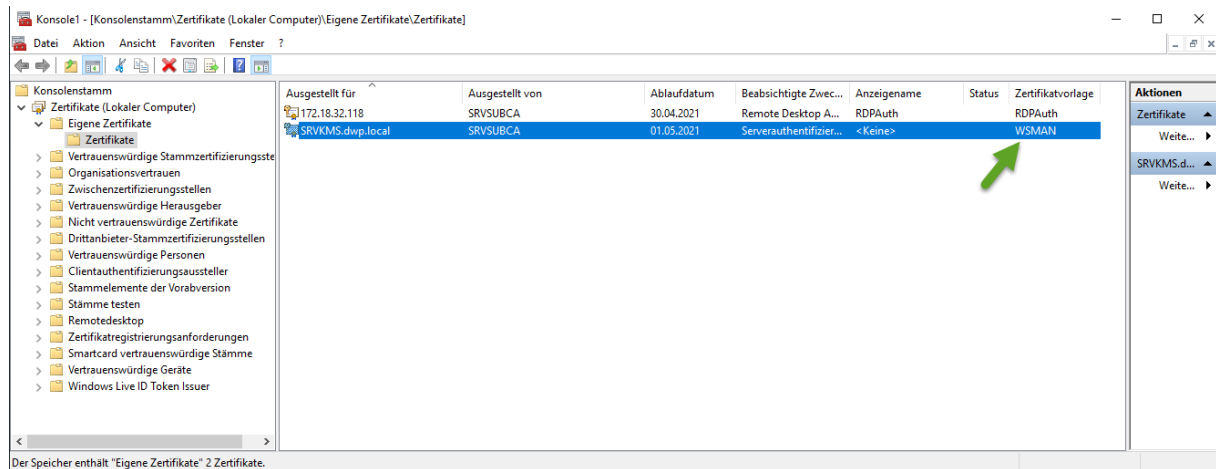 Konsole1 - [Konsolenstamm\Zertifikate (Lokaler Computer)\Eigene Zertifikate\Zertifikate]
Datei Aktion Ansicht Favoriten Fenster ?
Konsolenstamm
Zertifikate (Lokaler Computer)
Eigene Zertifikate
Zertifikate
Vertrauenswürdige Stammzertifizierungsste
Organisationsvertrauen
Zwischenzertifizierungsstellen
Vertrauenswürdige Herausgeber
Nicht vertrauenswürdige Zertifikate
Drittanbieter-Stammzertifizierungsstellen
Vertrauenswürdige Personen
Clientauthentifizierungsaussteller
Stammelemente der Vorabversion
Stämme testen
Remotedesktop
Zertifikatregistrierungsanforderungen
Smartcard vertrauenswürdige Stämme
Vertrauenswürdige Geräte
Windows Live ID Token Issuer
Ausgestellt für Ausgestellt von Ablaufdatum Beabsichtigte Zwec... Anzeigename Status Zertifikatvorlage
172.18.32.118 SRVSUBCA 30.04.2021 Remote Desktop A... RDPAuth RDPAuth
SRVKMS.dwp.local SRVSUBCA 01.05.2021 Serverauthentifizier... <Keine> WSMAN
Aktionen
Zertifikate
Weite...
SRVKMS.d...
Weite...
Der Speicher enthält "Eigene Zertifikate" 2 Zertifikate.